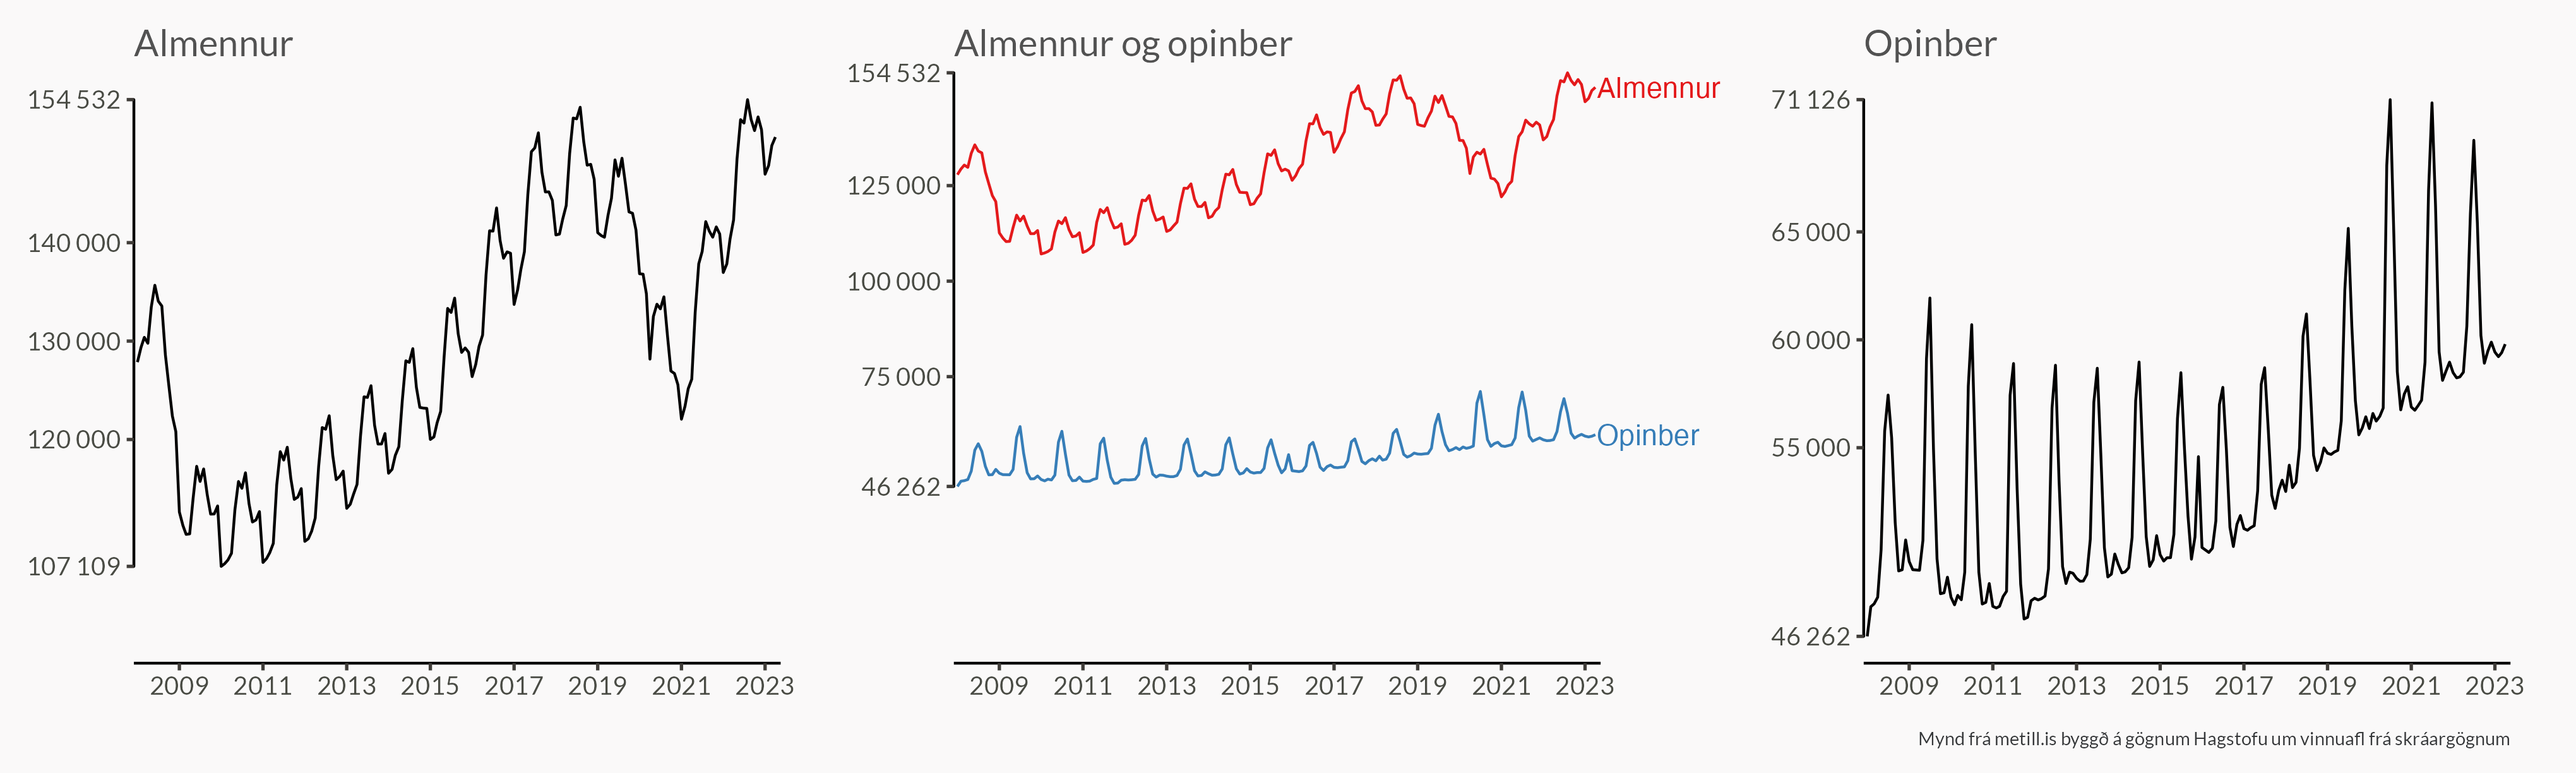 Almennur
154 532
140 000
130 000
120 000
107 109
2009 2011 2013 2015 2017 2019 2021 2023
Almennur og opinber
154 532
125 000
100 000
75 000
46 262
Almennur
Opinber
2009 2011 2013 2015 2017 2019 2021 2023
Opinber
71 126
65 000
60 000
55 000
46 262
2009 2011 2013 2015 2017 2019 2021 2023
Mynd frá metill.is byggð á gögnum Hagstofu um vinnuafl frá skráargögnum